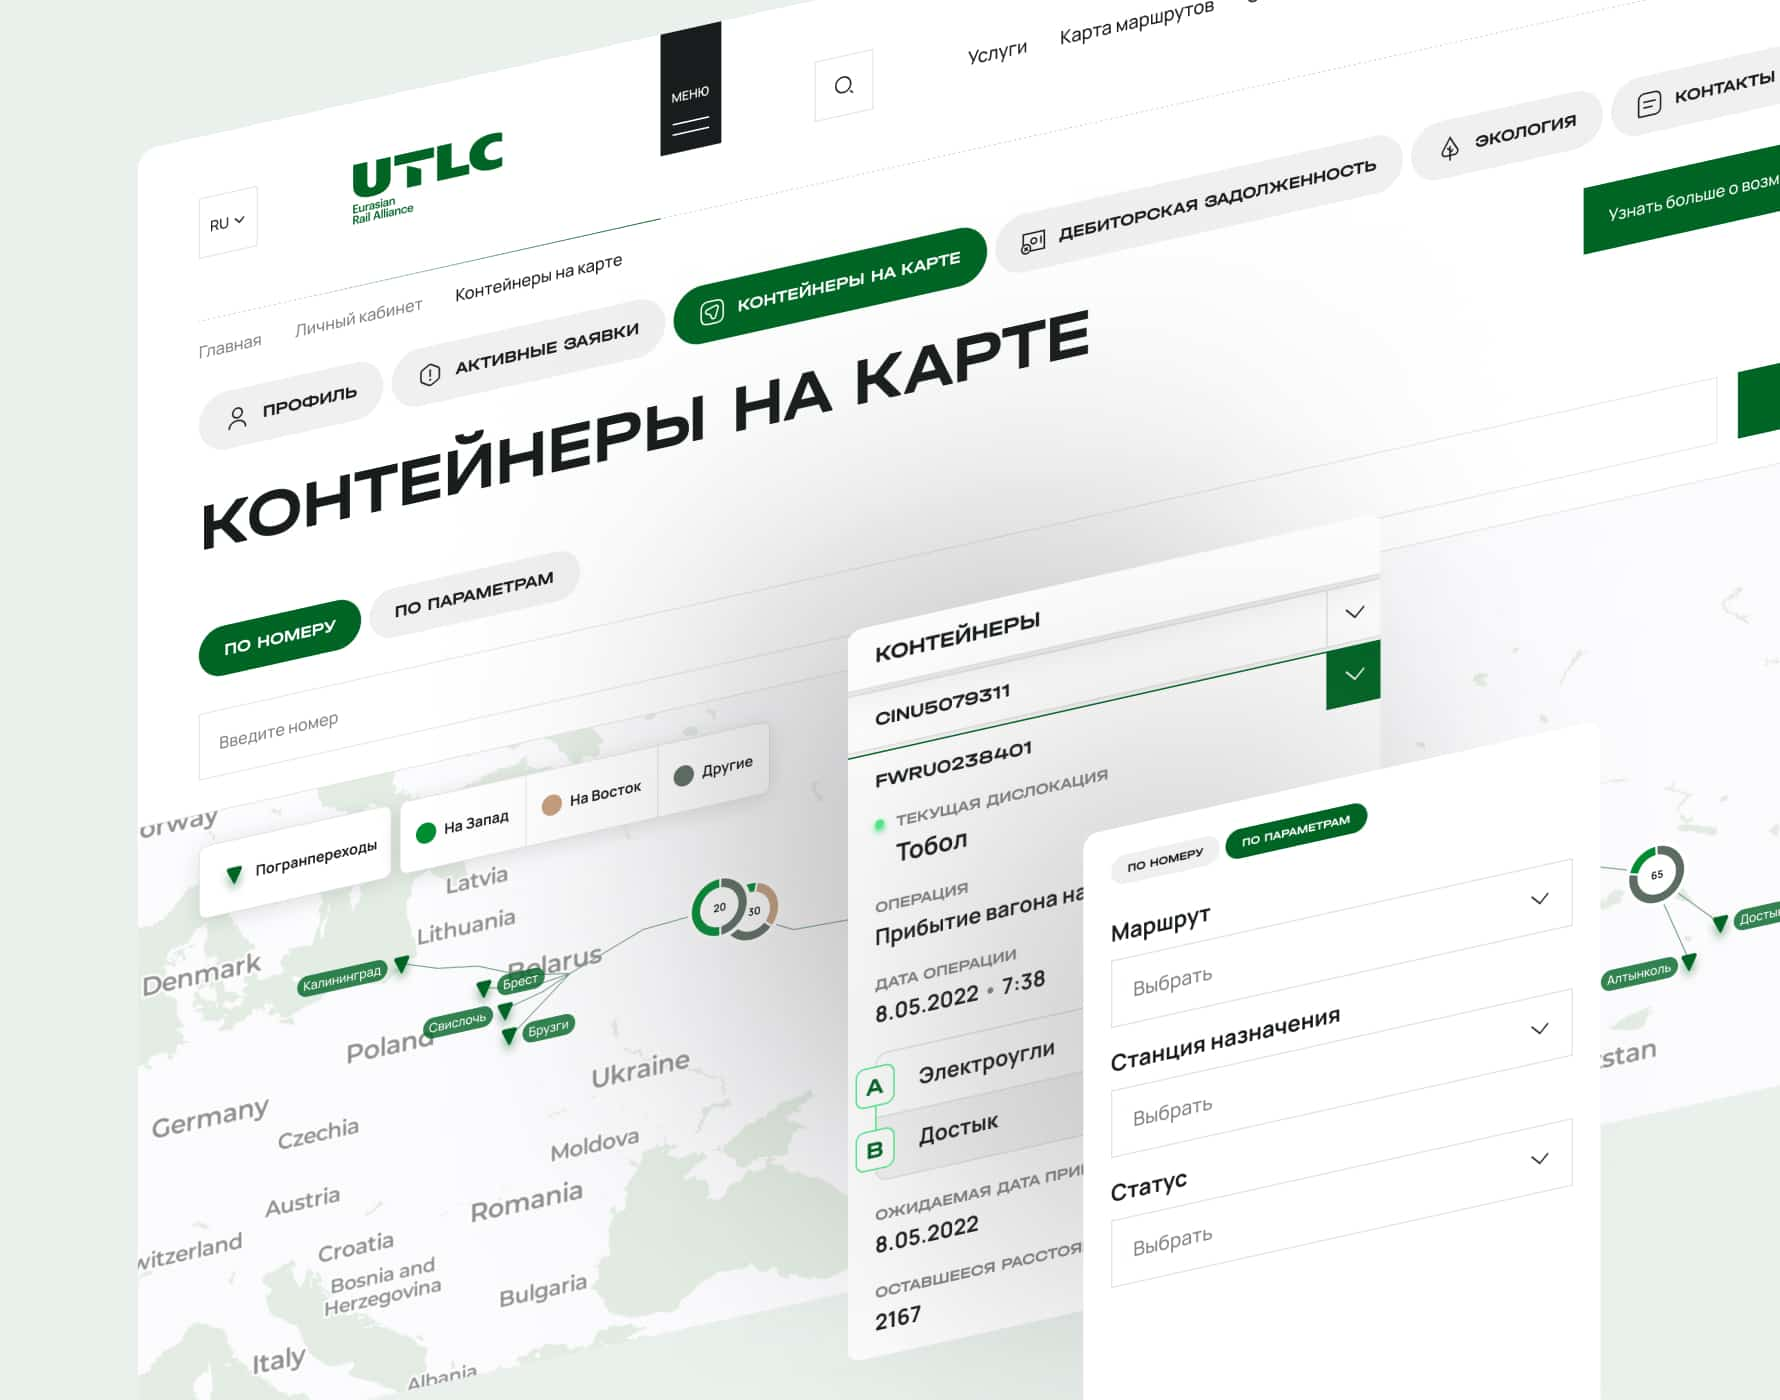 Услуги
Карта маршрутов
МЕНЮ
RU
UTLC
Eurasian
Rail Alliance
Главная
Личный кабинет
Контейнеры на карте
ПРОФИЛЬ
АКТИВНЫЕ ЗАЯВКИ
КОНТЕЙНЕРЫ НА КАРТЕ
ДЕБИТОРСКАЯ ЗАДОЛЖЕННОСТЬ
ЭКОЛОГИЯ
КОНТАКТЫ
Узнать больше о возм
КОНТЕЙНЕРЫ НА КАРТЕ
ПО НОМЕРУ
ПО ПАРАМЕТРАМ
Введите номер
Погранпереходы
На Запад
На Восток
Другие
orway
Latvia
Lithuania
Denmark
Belarus
Калининград
Брест
Свислочь
Брузги
Poland
Ukraine
Germany
Czechia
Moldova
Austria
Romania
witzerland
Croatia
Bosnia and
Herzegovina
Bulgaria
Italy
Albania
20
30
КОНТЕЙНЕРЫ
CINU5079311
FWRU0238401
ТЕКУЩАЯ ДИСЛОКАЦИЯ
Тобол
ОПЕРАЦИЯ
Прибытие вагона на
ДАТА ОПЕРАЦИИ
8.05.2022 • 7:38
A
Электроугли
B
Достык
ОЖИДАЕМАЯ ДАТА ПРИ
8.05.2022
ОСТАВШЕЕСЯ РАССТОЯ
2167
ПО НОМЕРУ
ПО ПАРАМЕТРАМ
Маршрут
Выбрать
Станция назначения
Выбрать
Статус
Выбрать
65
Досты
Алтынколь
stan